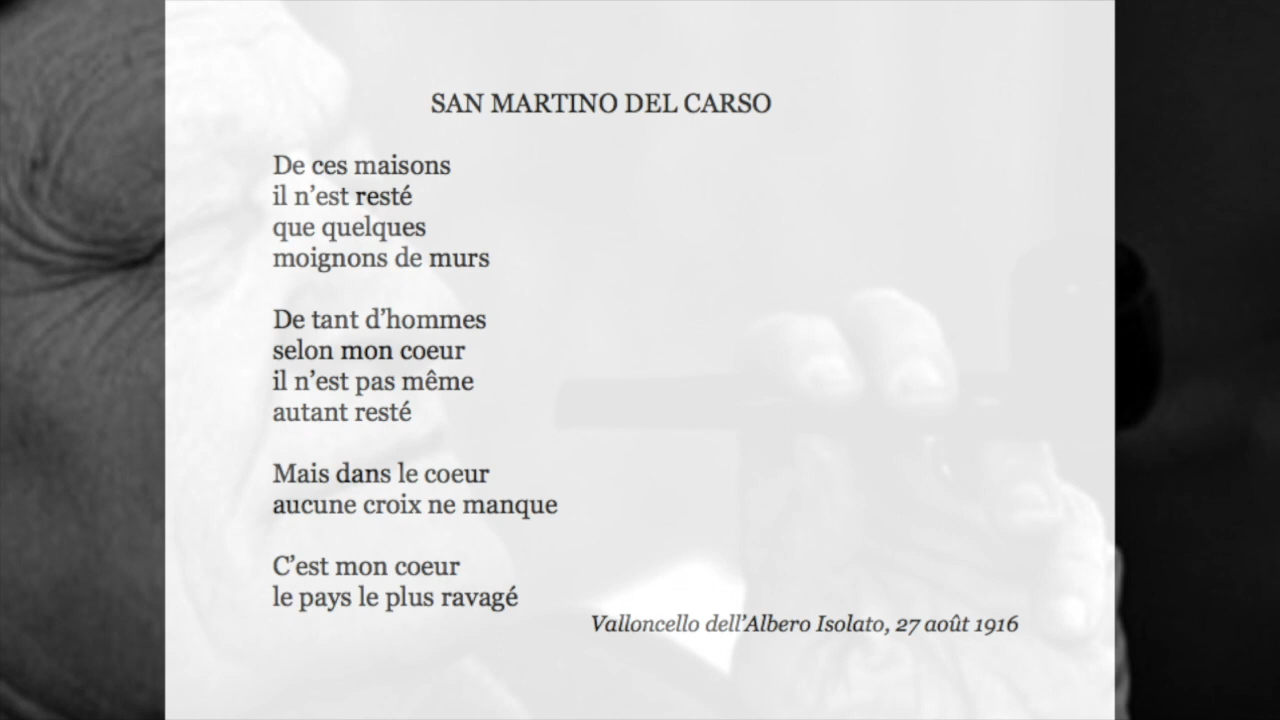 SAN MARTINO DEL CARSO
De ces maisons
il n’est resté
que quelques
moignons de murs
De tant d’hommes
selon mon coeur
il n’est pas même
autant resté
Mais dans le coeur
aucune croix ne manque
C’est mon coeur
le pays le plus ravagé
Valloncello dell’Albero Isolato, 27 août 1916